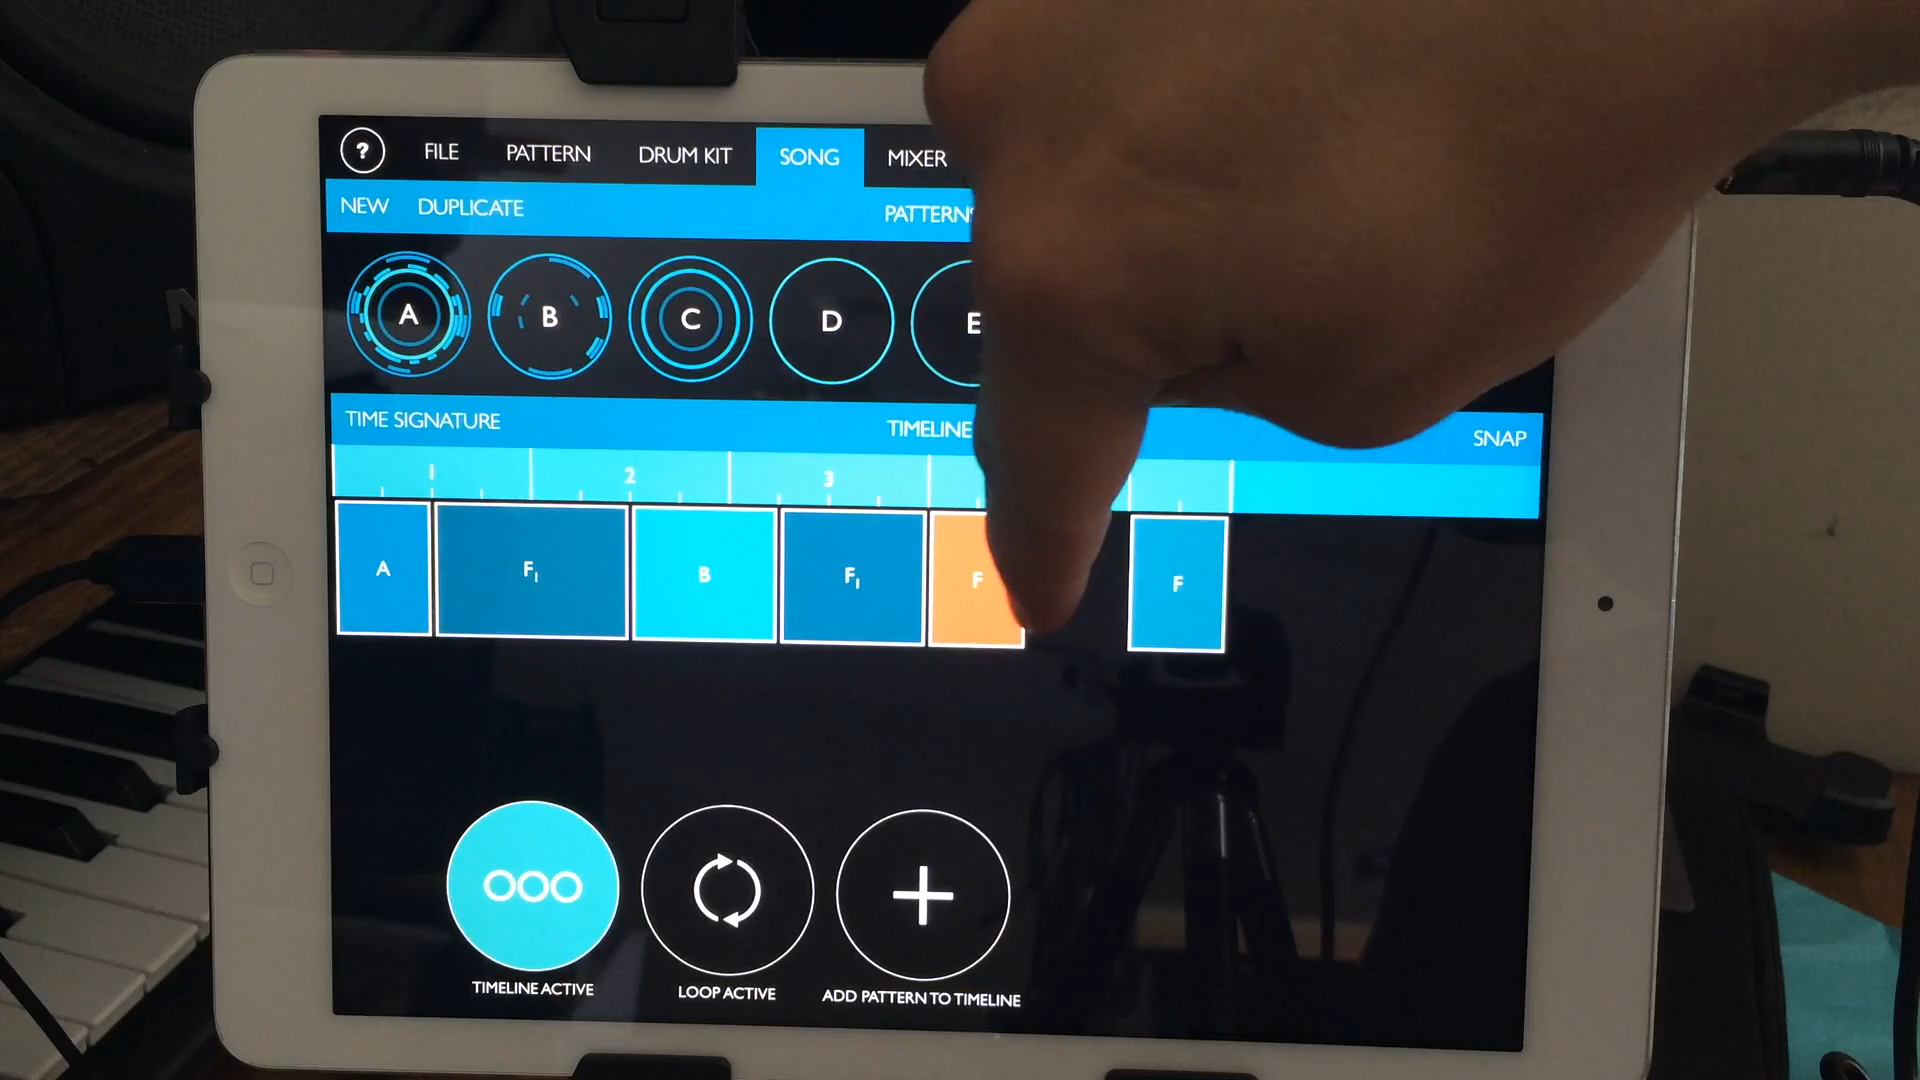 ? FILE PATTERN DRUM KIT SONG MIXER
NEW DUPLICATE PATTERNS
A B C D E
TIME SIGNATURE TIMELINE SNAP
1 2 3
A F1 B F1 F F
TIMELINE ACTIVE LOOP ACTIVE ADD PATTERN TO TIMELINE